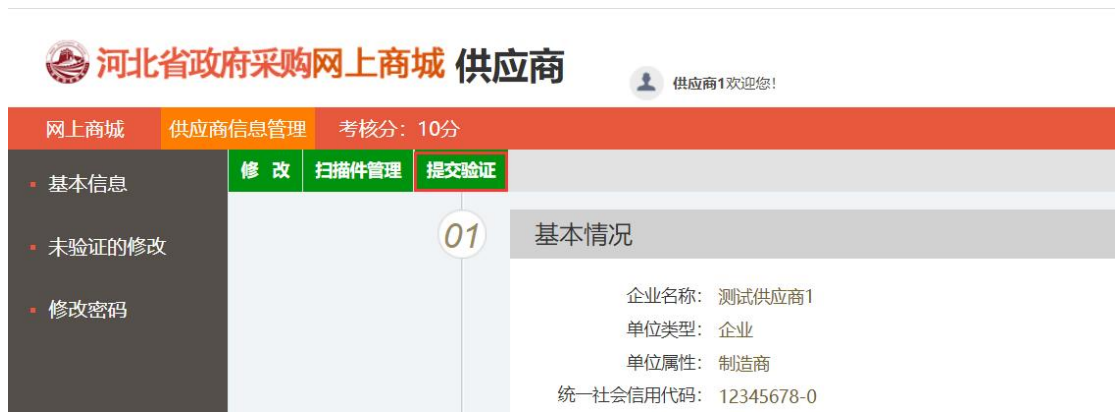 河北省政府采购网上商城 供应商
供应商1欢迎您!
网上商城 供应商信息管理 考核分：10分
修 改 扫描件管理 提交验证
基本信息
未验证的修改
修改密码
01 基本情况
企业名称： 测试供应商1
单位类型： 企业
单位属性： 制造商
统一社会信用代码： 12345678-0